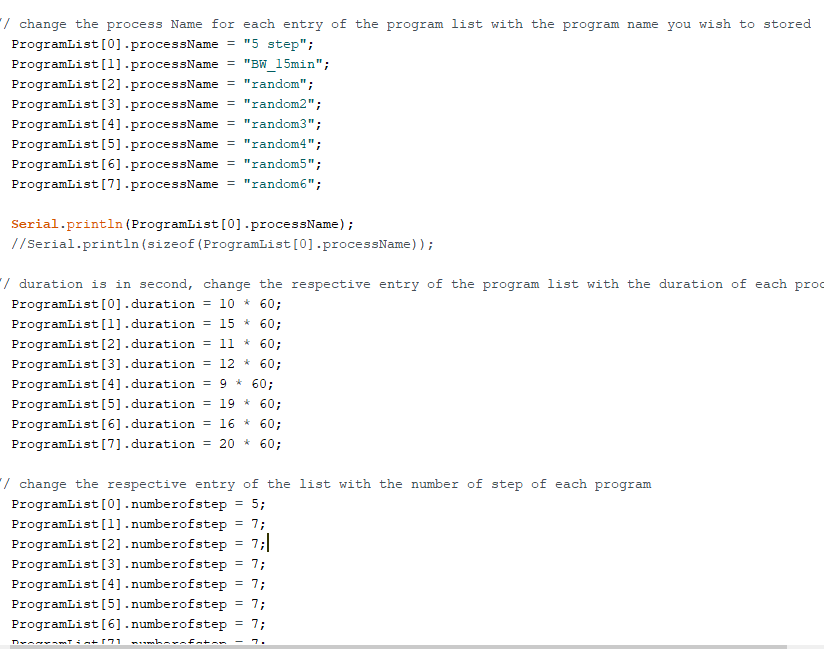 / change the process Name for each entry of the program list with the program name you wish to stored
ProgramList[0].processName = "5 step";
ProgramList[1].processName = "BW_15min";
ProgramList[2].processName = "random";
ProgramList[3].processName = "random2";
ProgramList[4].processName = "random3";
ProgramList[5].processName = "random4";
ProgramList[6].processName = "random5";
ProgramList[7].processName = "random6";
Serial.println(ProgramList[0].processName);
//Serial.println(sizeof(ProgramList[0].processName));
/ duration is in second, change the respective entry of the program list with the duration of each proc
ProgramList[0].duration = 10 * 60;
ProgramList[1].duration = 15 * 60;
ProgramList[2].duration = 11 * 60;
ProgramList[3].duration = 12 * 60;
ProgramList[4].duration = 9 * 60;
ProgramList[5].duration = 19 * 60;
ProgramList[6].duration = 16 * 60;
ProgramList[7].duration = 20 * 60;
/ change the respective entry of the list with the number of step of each program
ProgramList[0].numberofstep = 5;
ProgramList[1].numberofstep = 7;
ProgramList[2].numberofstep = 7;
ProgramList[3].numberofstep = 7;
ProgramList[4].numberofstep = 7;
ProgramList[5].numberofstep = 7;
ProgramList[6].numberofstep = 7;
ProgramList[7].numberofstep = 7;